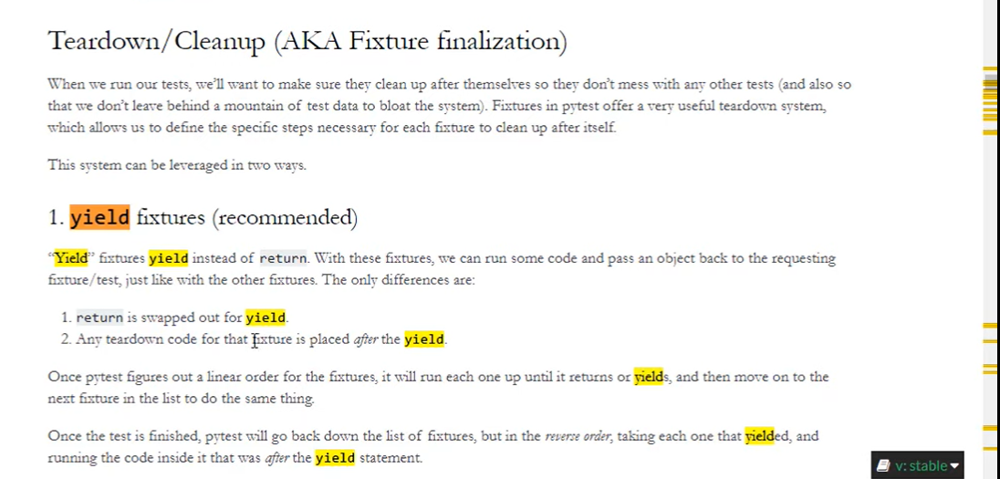 Teardown/Cleanup (AKA Fixture finalization)
When we run our tests, we'll want to make sure they clean up after themselves so they don't mess with any other tests (and also so
that we don't leave behind a mountain of test data to bloat the system). Fixtures in pytest offer a very useful teardown system,
which allows us to define the specific steps necessary for each fixture to clean up after itself.
This system can be leveraged in two ways.
1. yield fixtures (recommended)
“Yield” fixtures yield instead of return. With these fixtures, we can run some code and pass an object back to the requesting
fixture/test, just like with the other fixtures. The only differences are:
1. return is swapped out for yield.
2. Any teardown code for that fixture is placed after the yield.
Once pytest figures out a linear order for the fixtures, it will run each one up until it returns or yields, and then move on to the
next fixture in the list to do the same thing.
Once the test is finished, pytest will go back down the list of fixtures, but in the reverse order, taking each one that yielded, and
running the code inside it that was after the yield statement.
v: stable